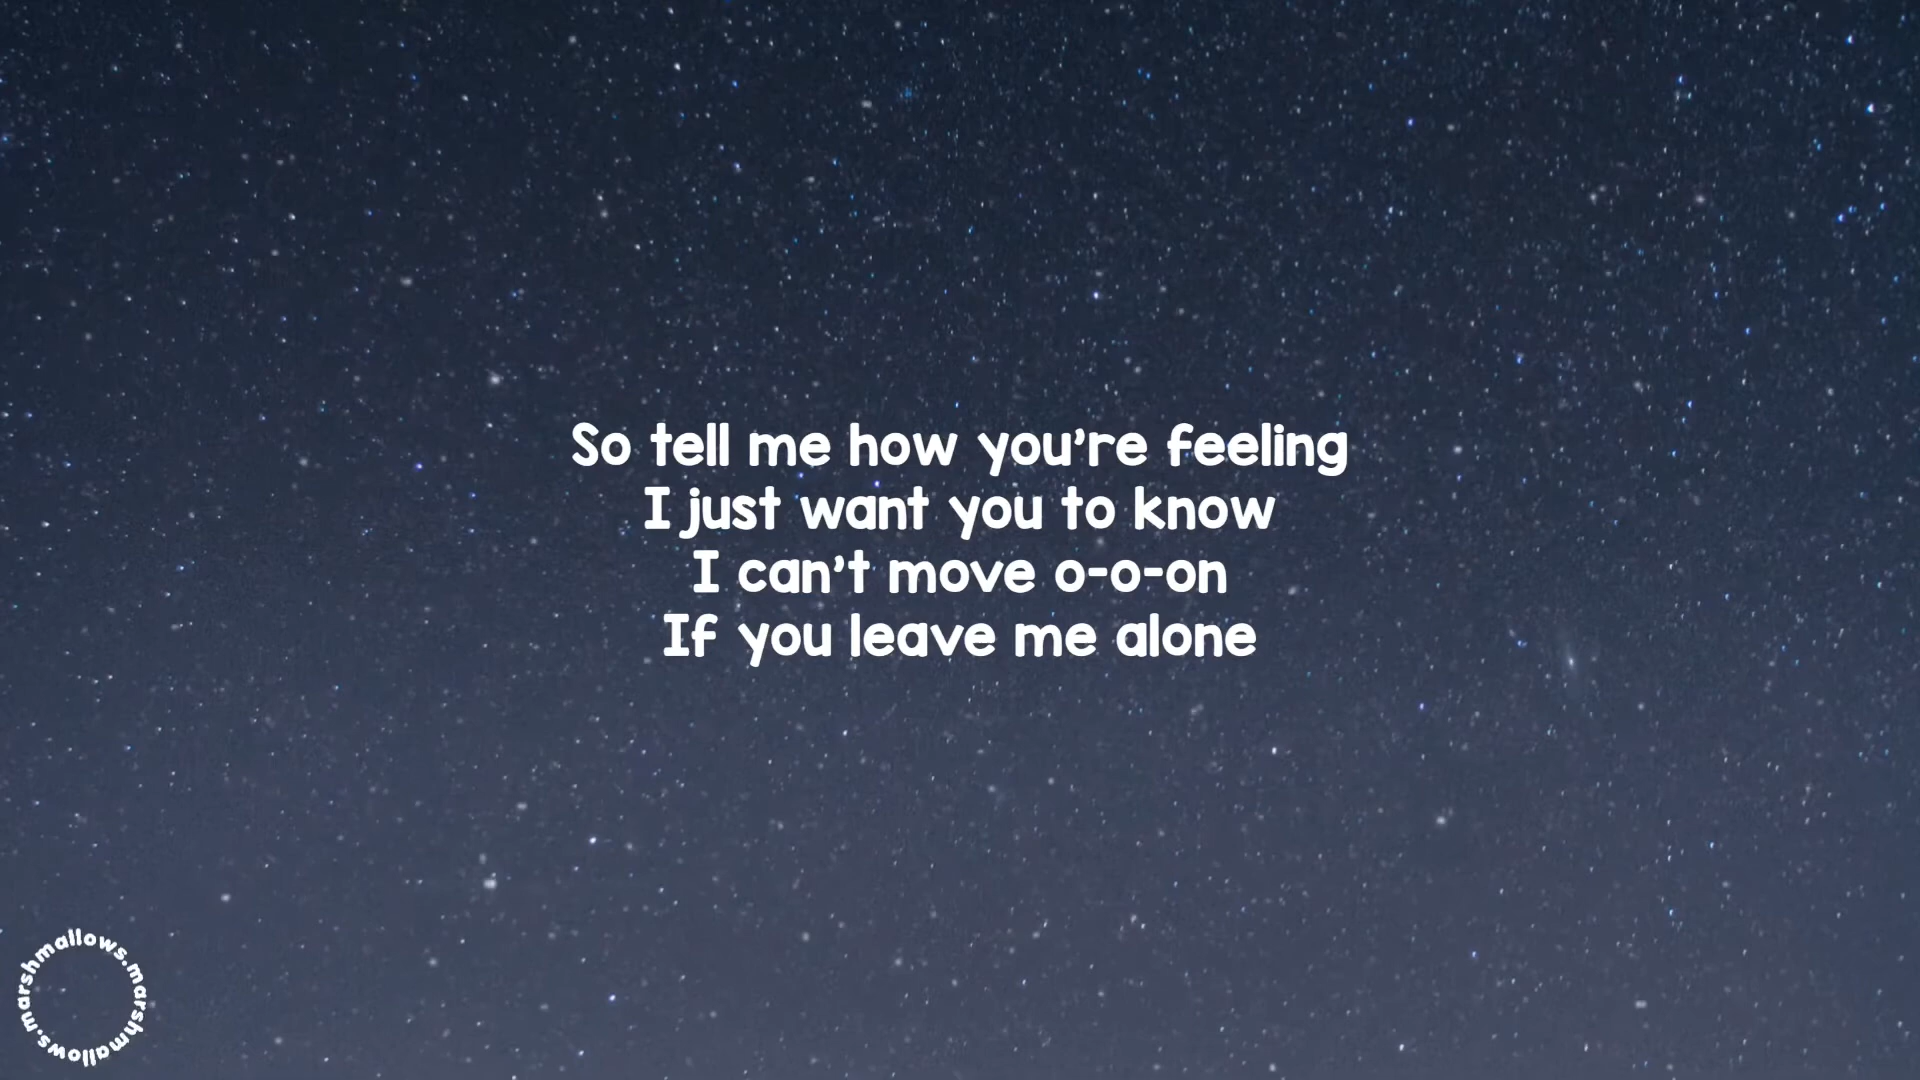 So tell me how you're feeling
I just want you to know
I can't move o-o-on
If you leave me alone
marshmallows.marshmallows.